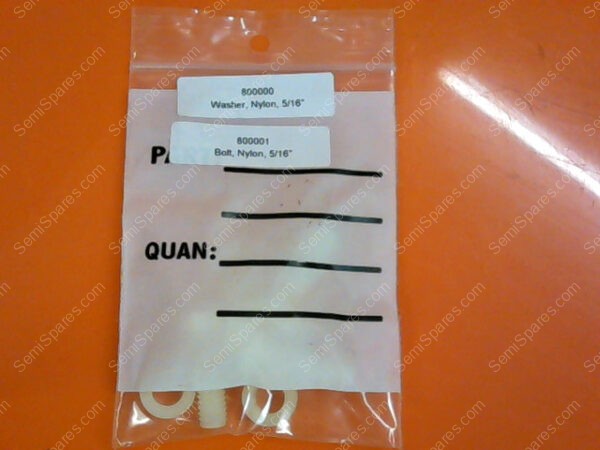 800000
Washer, Nylon, 5/16"
800001
Bolt, Nylon, 5/16"
QUAN:
SemiSpares.com